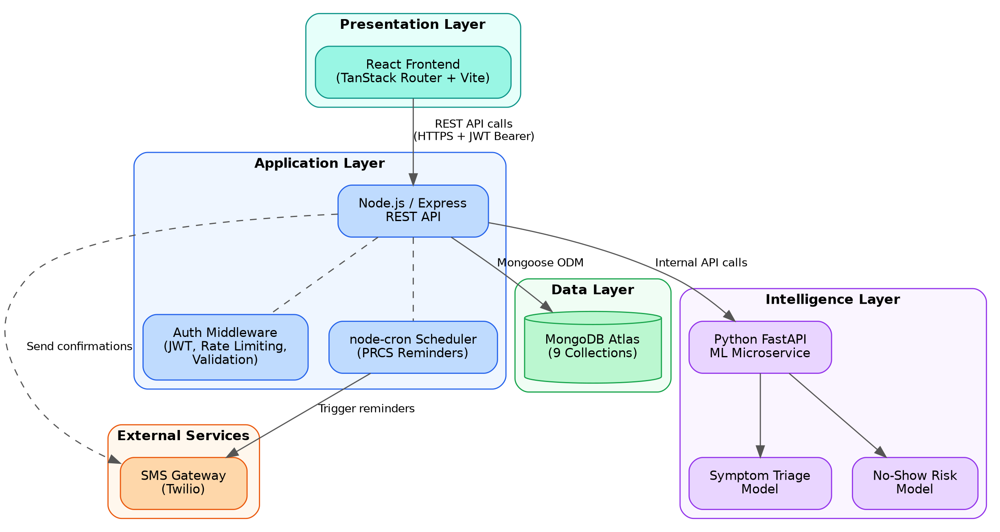 Presentation Layer
React Frontend
(TanStack Router + Vite)
REST API calls
(HTTPS + JWT Bearer)
Application Layer
Node.js / Express
REST API
Mongoose ODM
Internal API calls
Data Layer
Intelligence Layer
Auth Middleware
(JWT, Rate Limiting,
Validation)
node-cron Scheduler
(PRCS Reminders)
MongoDB Atlas
(9 Collections)
Python FastAPI
ML Microservice
Send confirmations
Trigger reminders
External Services
SMS Gateway
(Twilio)
Symptom Triage
Model
No-Show Risk
Model